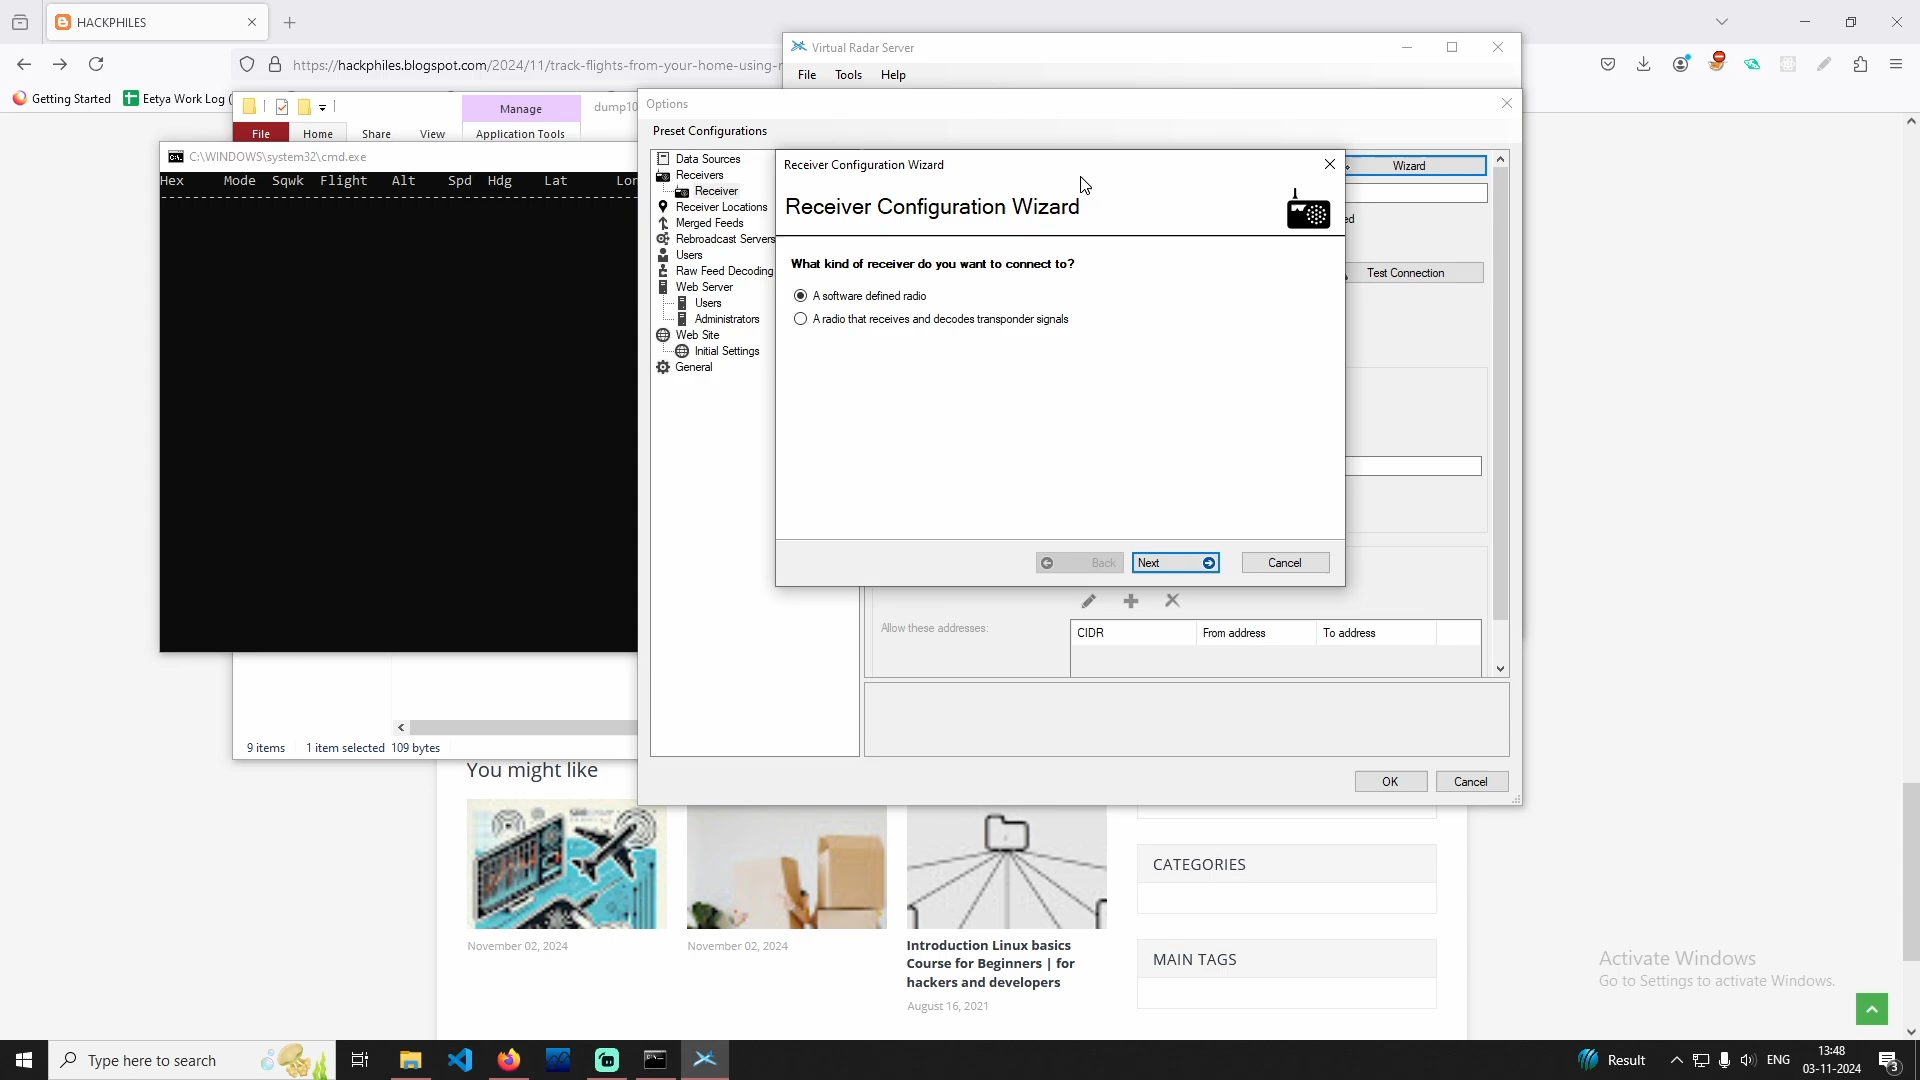 HACKPHILES
https://hackphiles.blogspot.com/2024/11/track-flights-from-your-home-using-r
Getting Started
Eetya Work Log (
Manage
dump10
File
Home
Share
View
Application Tools
C:\WINDOWS\system32\cmd.exe
Hex Mode Sqwk Flight Alt Spd Hdg Lat Lon
9 items
1 item selected 109 bytes
Virtual Radar Server
File
Tools
Help
Options
Preset Configurations
Data Sources
Receivers
Receiver
Receiver Locations
Merged Feeds
Rebroadcast Servers
Users
Raw Feed Decoding
Web Server
Users
Administrators
Web Site
Initial Settings
General
Wizard
ed
Test Connection
Receiver Configuration Wizard
Receiver Configuration Wizard
What kind of receiver do you want to connect to?
A software defined radio
A radio that receives and decodes transponder signals
Back
Next
Cancel
Allow these addresses:
CIDR
From address
To address
OK
Cancel
You might like
November 02, 2024
November 02, 2024
Introduction Linux basics
Course for Beginners | for
hackers and developers
August 16, 2021
CATEGORIES
MAIN TAGS
Activate Windows
Go to Settings to activate Windows.
Type here to search
Result
ENG
13:48
03-11-2024
3